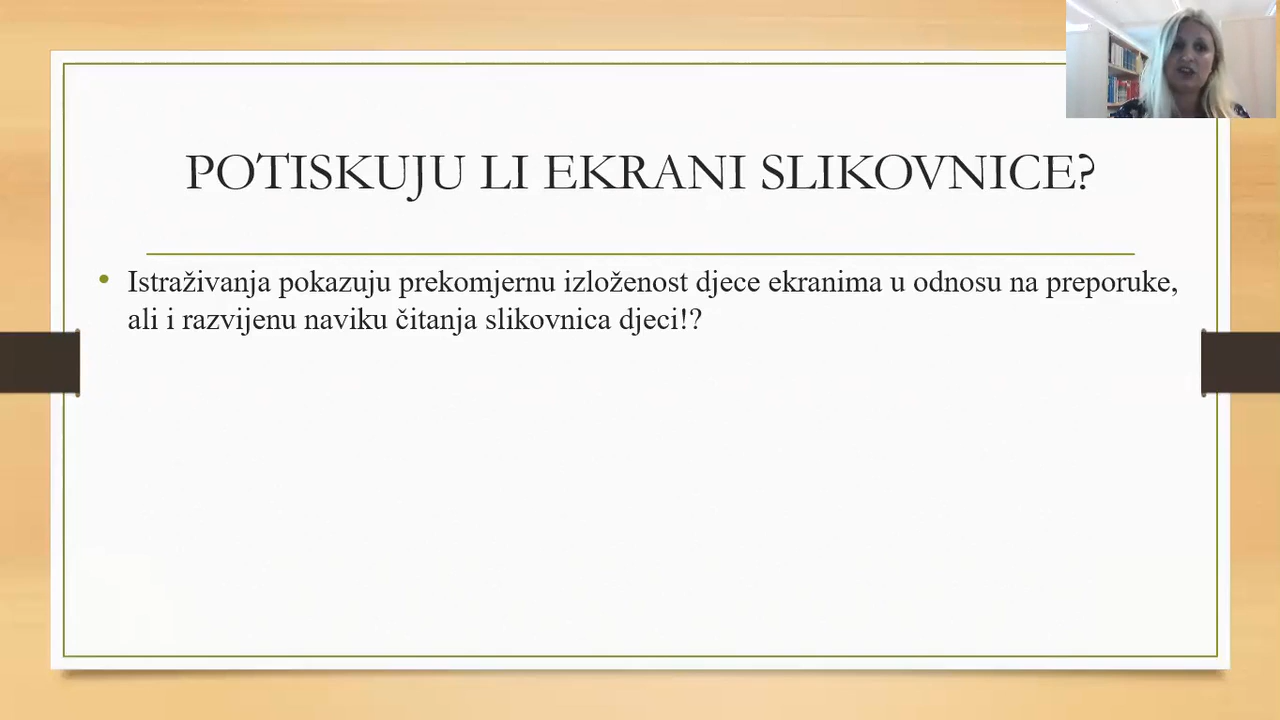 POTISKUJU LI EKRANI SLIKOVNICE?
• Istraživanja pokazuju prekomjernu izloženost djece ekranima u odnosu na preporuke,
ali i razvijenu naviku čitanja slikovnica djeci!?